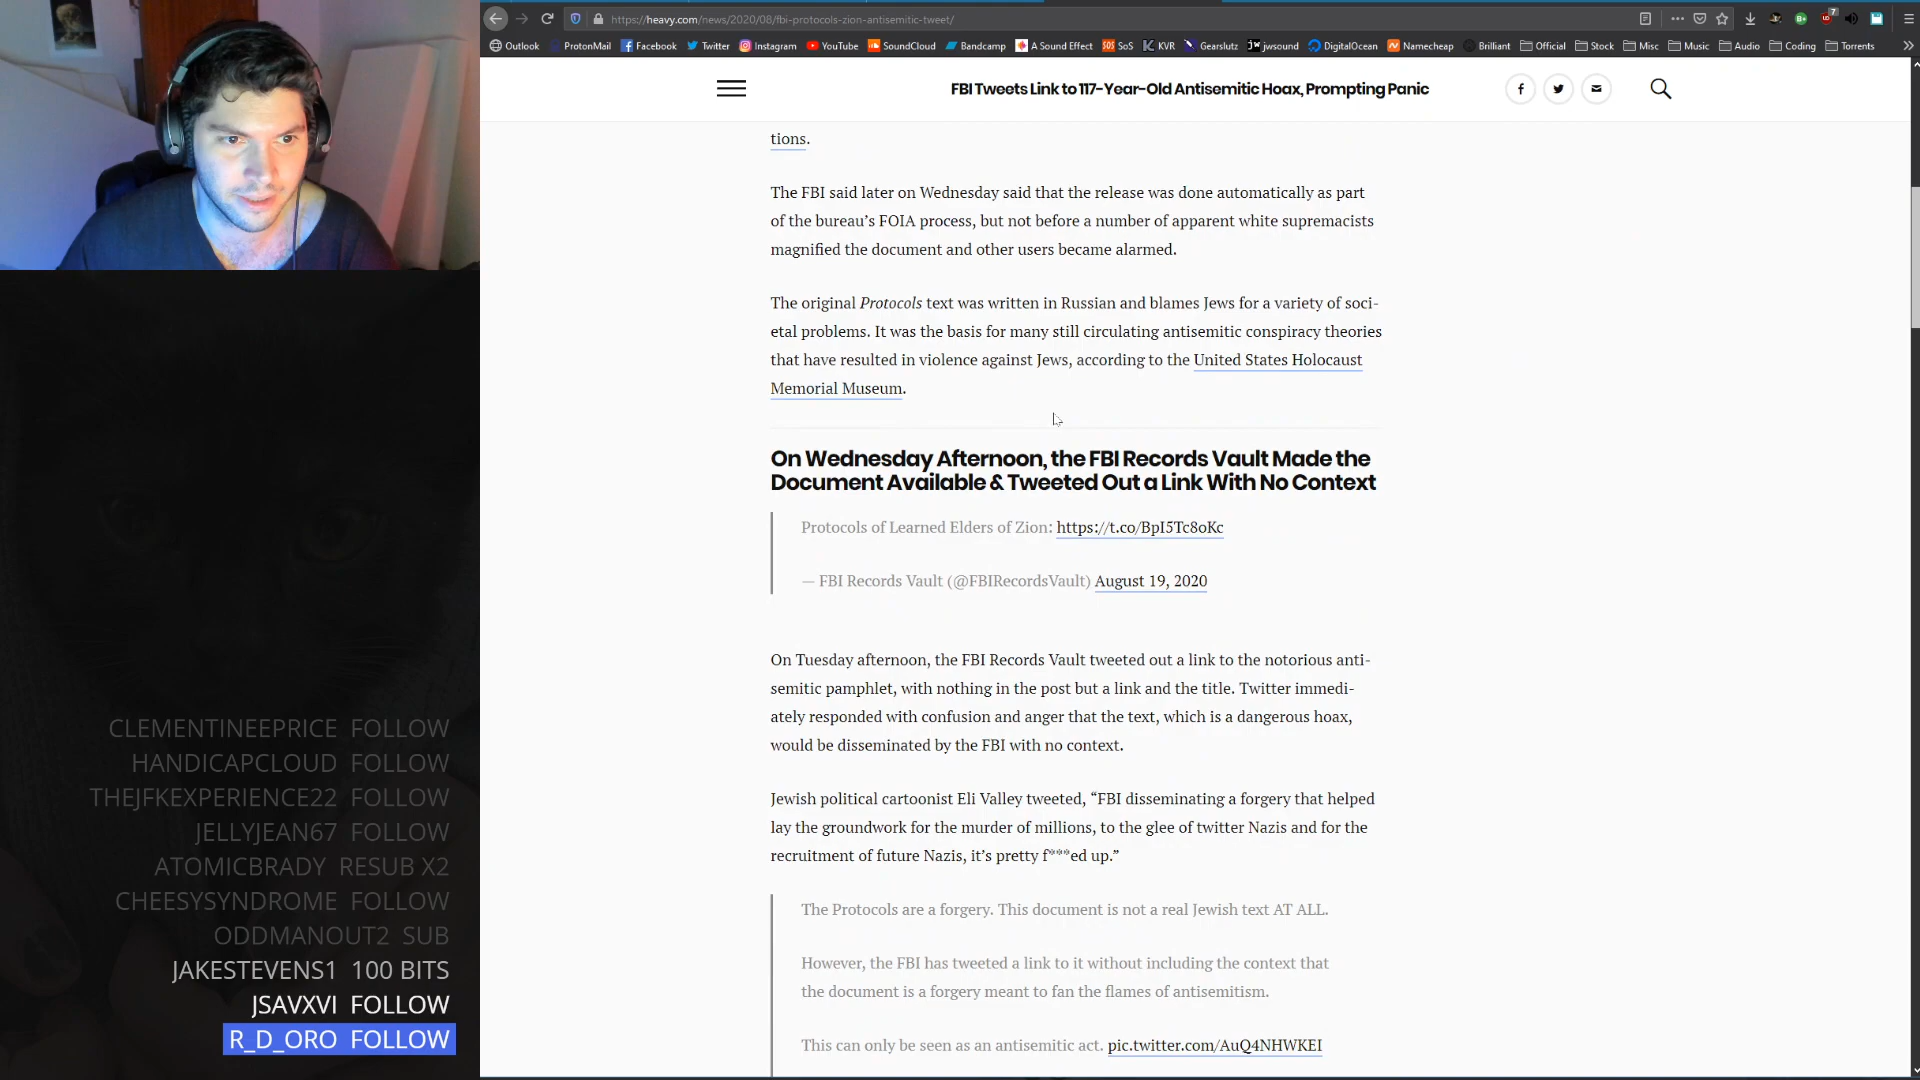 https://heavy.com/news/2020/08/fbi-protocols-zion-antisemitic-tweet/
7
Outlook ProtonMail Facebook Twitter Instagram YouTube SoundCloud Bandcamp A Sound Effect SoS KVR Gearslutz jwsound DigitalOcean Namecheap Brilliant Official Stock Misc Music Audio Coding Torrents
FBI Tweets Link to 117-Year-Old Antisemitic Hoax, Prompting Panic
tions.
The FBI said later on Wednesday said that the release was done automatically as part
of the bureau's FOIA process, but not before a number of apparent white supremacists
magnified the document and other users became alarmed.
The original Protocols text was written in Russian and blames Jews for a variety of soci-
etal problems. It was the basis for many still circulating antisemitic conspiracy theories
that have resulted in violence against Jews, according to the United States Holocaust
Memorial Museum.
On Wednesday Afternoon, the FBI Records Vault Made the
Document Available & Tweeted Out a Link With No Context
Protocols of Learned Elders of Zion: https://t.co/BpI5Tc8oKc
— FBI Records Vault (@FBIRecordsVault) August 19, 2020
On Tuesday afternoon, the FBI Records Vault tweeted out a link to the notorious anti-
semitic pamphlet, with nothing in the post but a link and the title. Twitter immedi-
ately responded with confusion and anger that the text, which is a dangerous hoax,
would be disseminated by the FBI with no context.
Jewish political cartoonist Eli Valley tweeted, “FBI disseminating a forgery that helped
lay the groundwork for the murder of millions, to the glee of twitter Nazis and for the
recruitment of future Nazis, it's pretty f***ed up.”
The Protocols are a forgery. This document is not a real Jewish text AT ALL.
However, the FBI has tweeted a link to it without including the context that
the document is a forgery meant to fan the flames of antisemitism.
This can only be seen as an antisemitic act. pic.twitter.com/AuQ4NHWKEI
CLEMENTINEEPRICE FOLLOW
HANDICAPCLOUD FOLLOW
THEJFKEXPERIENCE22 FOLLOW
JELLYJEAN67 FOLLOW
ATOMICBRADY RESUB X2
CHEESYSYNDROME FOLLOW
ODDMANOUT2 SUB
JAKESTEVENS1 100 BITS
JSAVXVI FOLLOW
R_D_ORO FOLLOW